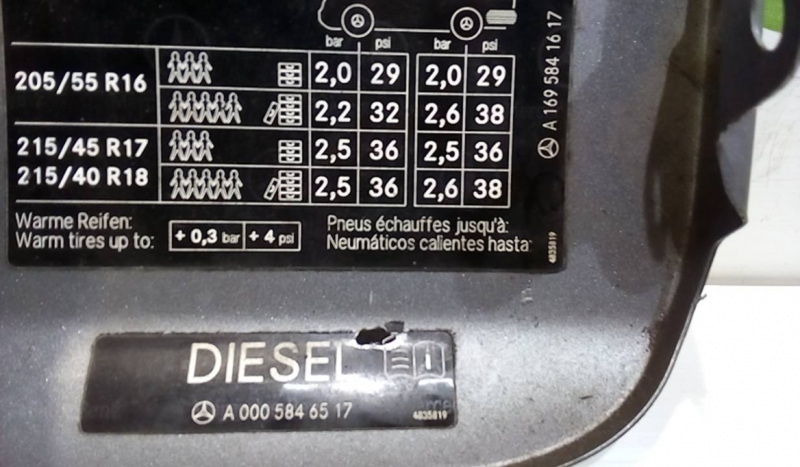 bar psi bar psi
205/55 R16 2,0 29 2,0 29
2,2 32 2,6 38
215/45 R17 2,5 36 2,5 36
215/40 R18 2,5 36 2,6 38
Warme Reifen: Pneus échauffes jusqu'à:
Warm tires up to: + 0,3 bar + 4 psi Neumáticos calientes hasta:
A 169 584 16 17
4835819
DIESEL
A 000 584 65 17
4835819